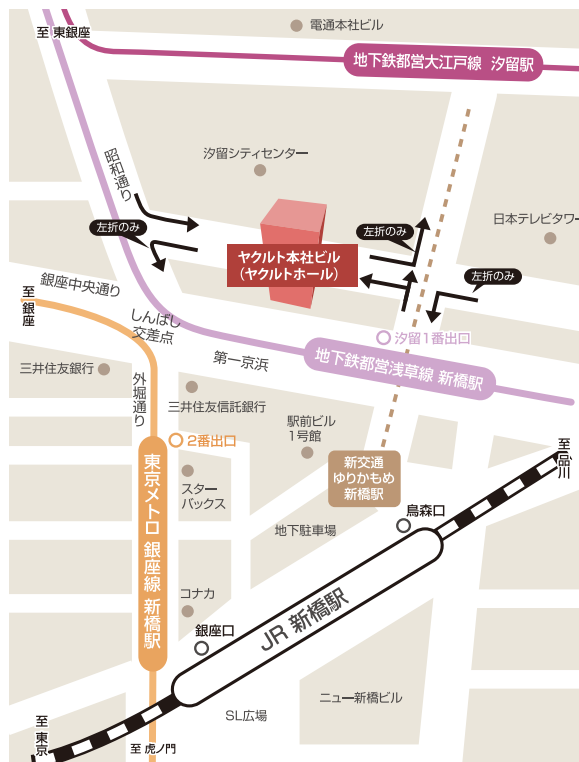 電通本社ビル
至 東銀座
地下鉄都営大江戸線 汐留駅
汐留シティセンター
昭和通り
左折のみ
左折のみ
日本テレビタワー
ヤクルト本社ビル
（ヤクルトホール）
左折のみ
銀座中央通り
至 銀座
しんばし
交差点
汐留1番出口
第一京浜
地下鉄都営浅草線 新橋駅
三井住友銀行
外堀通り
三井住友信託銀行
駅前ビル
1号館
2番出口
至 品川
東京メトロ 銀座線 新橋駅
新交通
ゆりかもめ
新橋駅
スター
バックス
烏森口
地下駐車場
コナカ
銀座口
JR 新橋駅
ニュー新橋ビル
SL広場
至 東京
至 虎ノ門